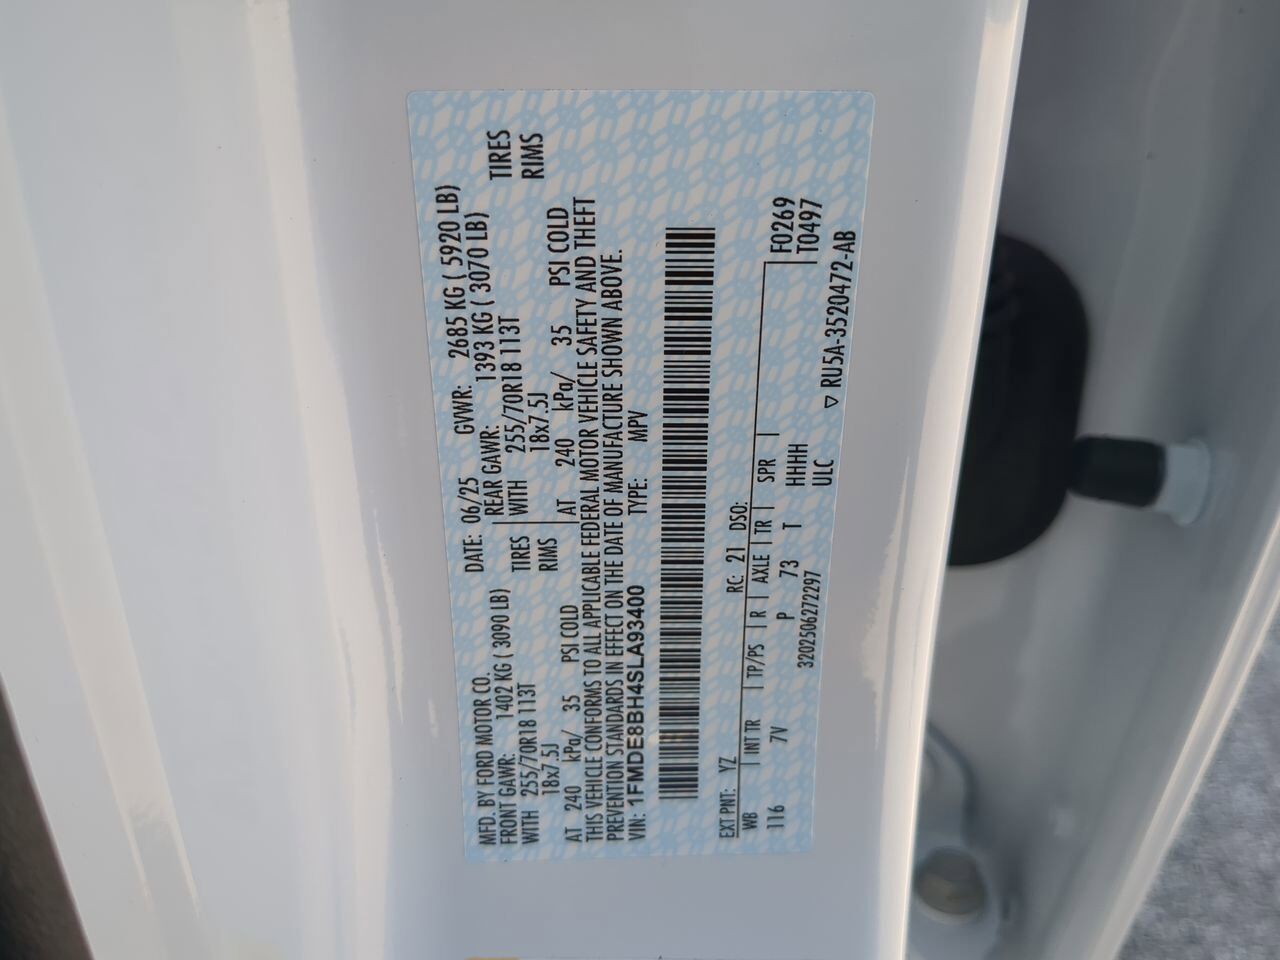 MFD. BY FORD MOTOR CO.
DATE: 06/25 GVWR: 2685 KG ( 5920 LB)
FRONT GAWR: 1402 KG ( 3090 LB)
REAR GAWR: 1393 KG ( 3070 LB)
WITH 255/70R18 113T TIRES
WITH 255/70R18 113T TIRES
18x7.5J RIMS
18x7.5J RIMS
AT 240 kPa/ 35 PSI COLD
AT 240 kPa/ 35 PSI COLD
THIS VEHICLE CONFORMS TO ALL APPLICABLE FEDERAL MOTOR VEHICLE SAFETY AND THEFT
PREVENTION STANDARDS IN EFFECT ON THE DATE OF MANUFACTURE SHOWN ABOVE.
VIN: 1FMDE8BH4SLA93400 TYPE: MPV
EXT PNT: YZ RC: 21 DSO:
WB INT TR TP/PS R AXLE TR SPR F0269
116 7V P 73 T HHHH T0497
3202506272297 ULC
▽ RU5A-3520472-AB